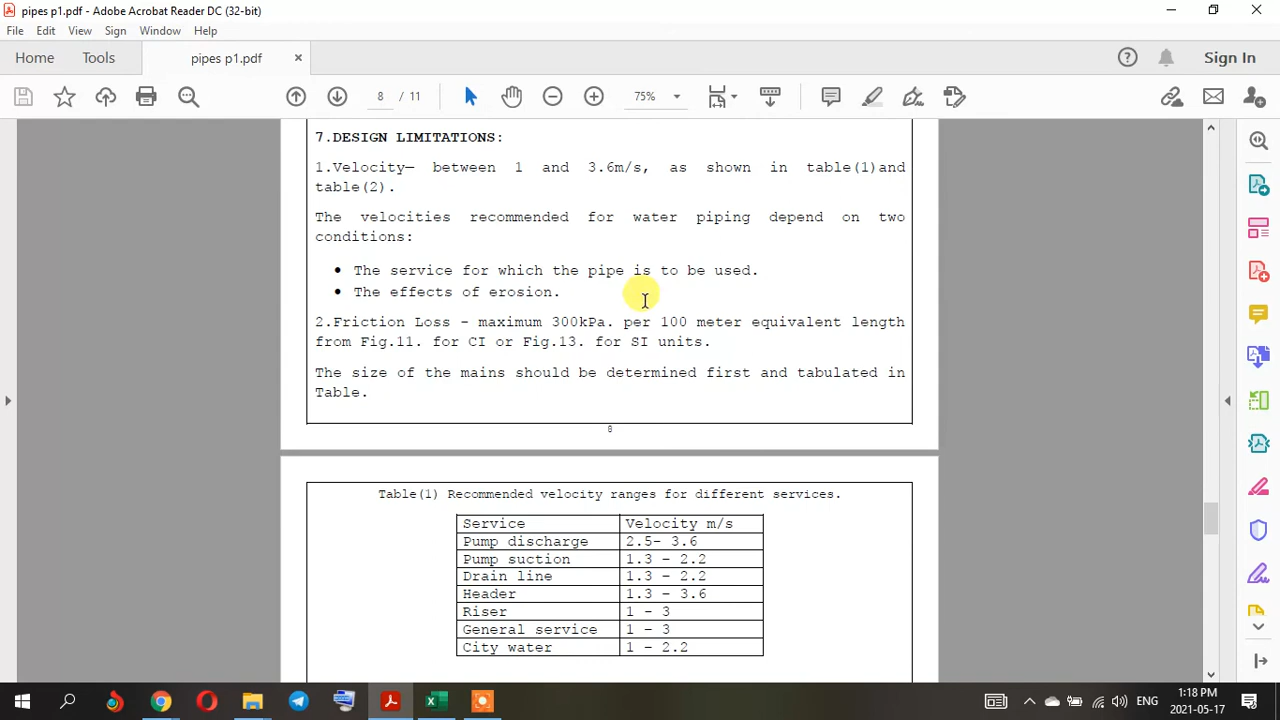 pipes p1.pdf - Adobe Acrobat Reader DC (32-bit)
File Edit View Sign Window Help
Home Tools pipes p1.pdf × Sign In
8 / 11 75%
7.DESIGN LIMITATIONS:
1.Velocity— between 1 and 3.6m/s, as shown in table(1)and
table(2).
The velocities recommended for water piping depend on two
conditions:
• The service for which the pipe is to be used.
• The effects of erosion.
2.Friction Loss - maximum 300kPa. per 100 meter equivalent length
from Fig.11. for CI or Fig.13. for SI units.
The size of the mains should be determined first and tabulated in
Table.
8
Table(1) Recommended velocity ranges for different services.
Service Velocity m/s
Pump discharge 2.5- 3.6
Pump suction 1.3 - 2.2
Drain line 1.3 - 2.2
Header 1.3 - 3.6
Riser 1 - 3
General service 1 - 3
City water 1 - 2.2
ENG
1:18 PM
2021-05-17